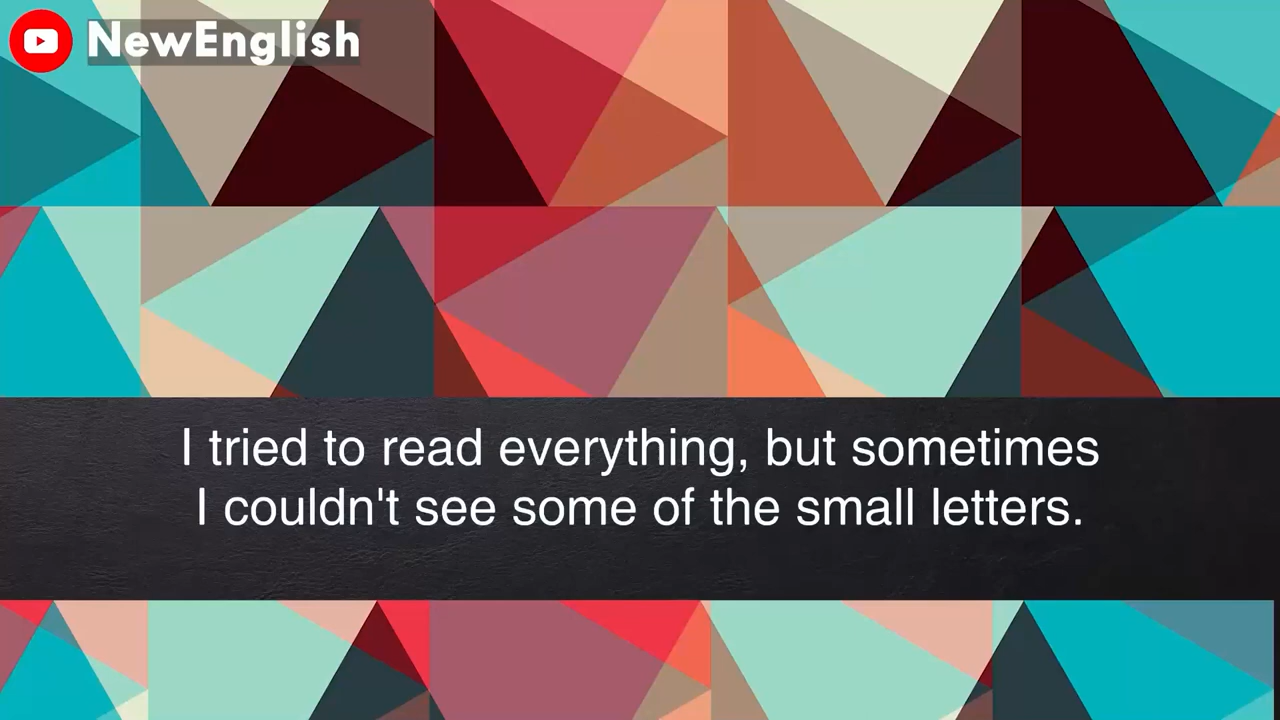 NewEnglish
I tried to read everything, but sometimes
I couldn't see some of the small letters.